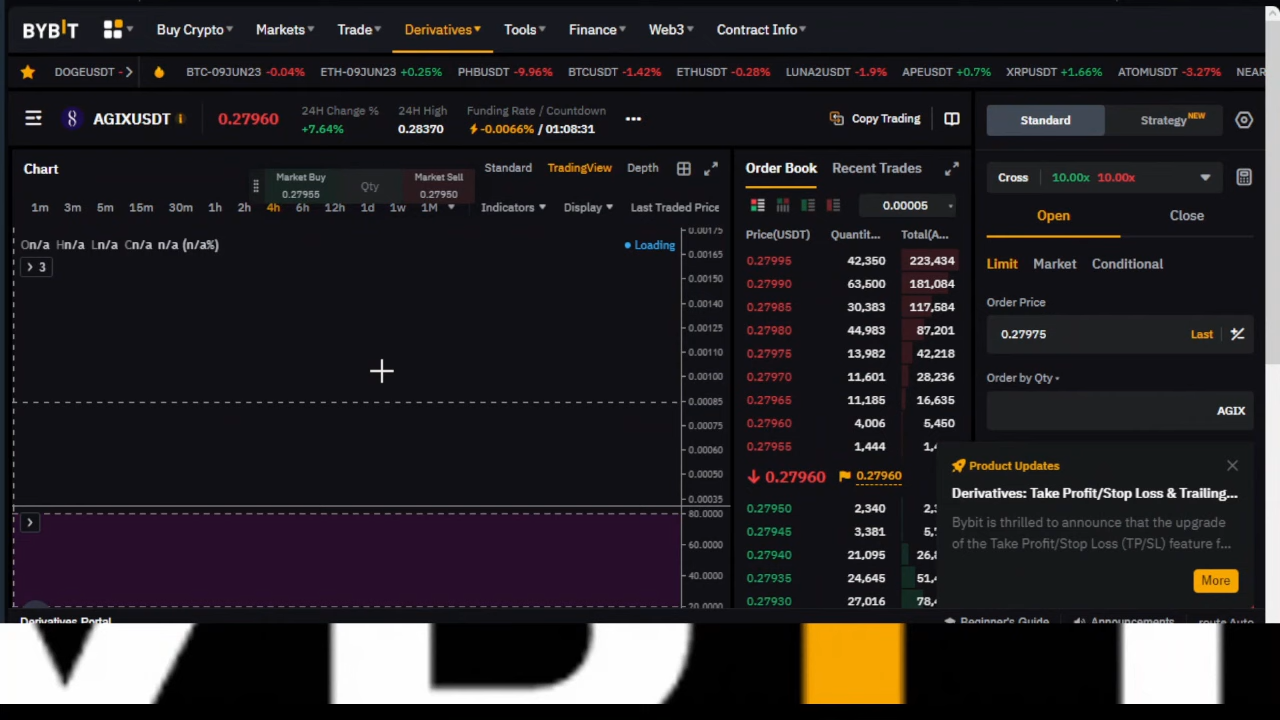 BYBIT Buy Crypto Markets Trade Derivatives Tools Finance Web3 Contract Info
DOGEUSDT - BTC-09JUN23 -0.04% ETH-09JUN23 +0.25% PHBUSDT -9.96% BTCUSDT -1.42% ETHUSDT -0.28% LUNA2USDT -1.9% APEUSDT +0.7% XRPUSDT +1.66% ATOMUSDT -3.27% NEAR
AGIXUSDT 0.27960
24H Change %
+7.64%
24H High
0.28370
Funding Rate / Countdown
-0.0066% / 01:08:31
Copy Trading
Standard Strategy NEW
Chart
Standard TradingView Depth
Market Buy
0.27955
Qty
Market Sell
0.27950
1m 3m 5m 15m 30m 1h 2h 4h 6h 12h 1d 1w 1M Indicators Display Last Traded Price
On/a Hn/a Ln/a Cn/a n/a (n/a%)
Loading
3
0.00175
0.00165
0.00150
0.00140
0.00125
0.00110
0.00100
0.00085
0.00075
0.00060
0.00050
0.00035
80.0000
60.0000
40.0000
20.0000
Order Book Recent Trades
0.00005
Price(USDT) Quantit... Total(A...
0.27995 42,350 223,434
0.27990 63,500 181,084
0.27985 30,383 117,584
0.27980 44,983 87,201
0.27975 13,982 42,218
0.27970 11,601 28,236
0.27965 11,185 16,635
0.27960 4,006 5,450
0.27955 1,444
0.27960 0.27960
0.27950 2,340
0.27945 3,381
0.27940 21,095
0.27935 24,645
0.27930 27,016
Cross 10.00x 10.00x
Open Close
Limit Market Conditional
Order Price
0.27975 Last
Order by Qty
AGIX
Product Updates
Derivatives: Take Profit/Stop Loss & Trailing...
Bybit is thrilled to announce that the upgrade
of the Take Profit/Stop Loss (TP/SL) feature f...
More
Derivatives Portal
Beginner's Guide Announcements route Auto